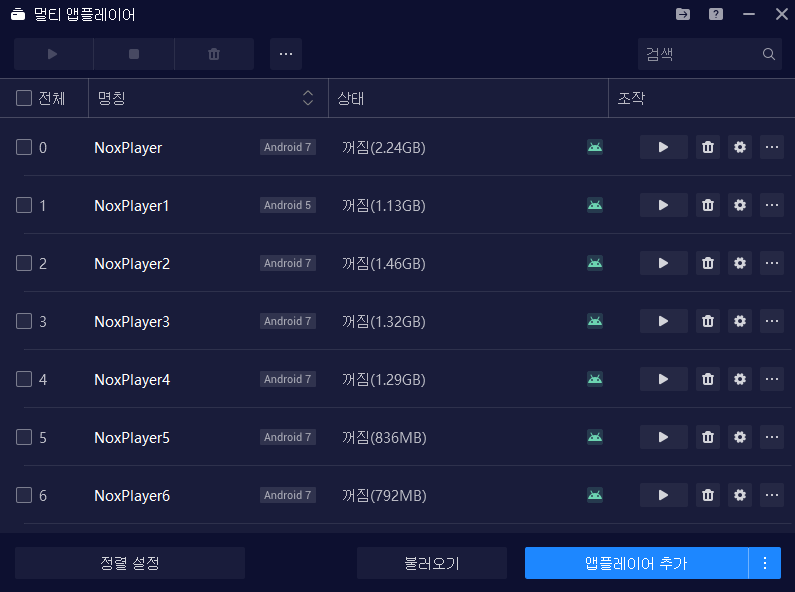 멀티 앱플레이어
검색
전체 명칭 상태 조작
0 NoxPlayer Android 7 꺼짐(2.24GB)
1 NoxPlayer1 Android 5 꺼짐(1.13GB)
2 NoxPlayer2 Android 7 꺼짐(1.46GB)
3 NoxPlayer3 Android 7 꺼짐(1.32GB)
4 NoxPlayer4 Android 7 꺼짐(1.29GB)
5 NoxPlayer5 Android 7 꺼짐(836MB)
6 NoxPlayer6 Android 7 꺼짐(792MB)
정렬 설정 불러오기 앱플레이어 추가